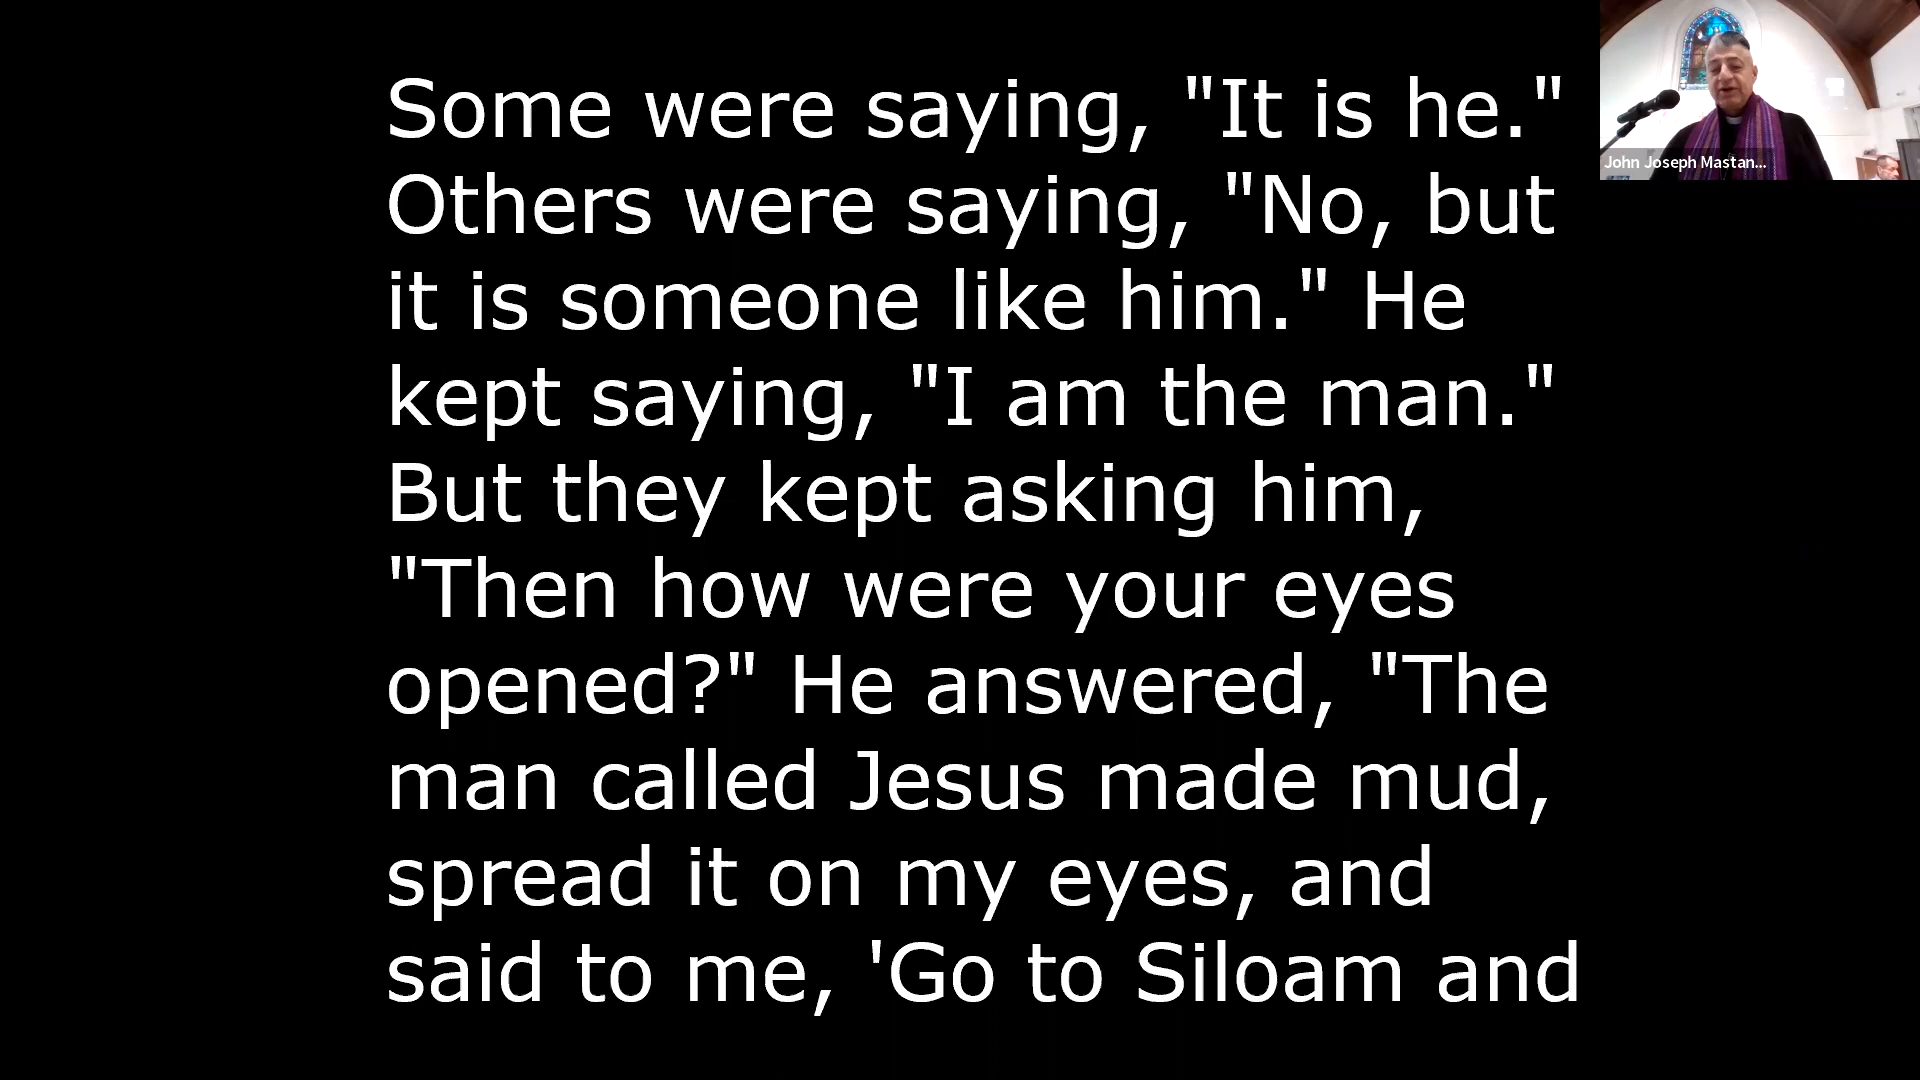 Some were saying, "It is he."
Others were saying, "No, but
it is someone like him." He
kept saying, "I am the man."
But they kept asking him,
"Then how were your eyes
opened?" He answered, "The
man called Jesus made mud,
spread it on my eyes, and
said to me, 'Go to Siloam and
John Joseph Mastan...